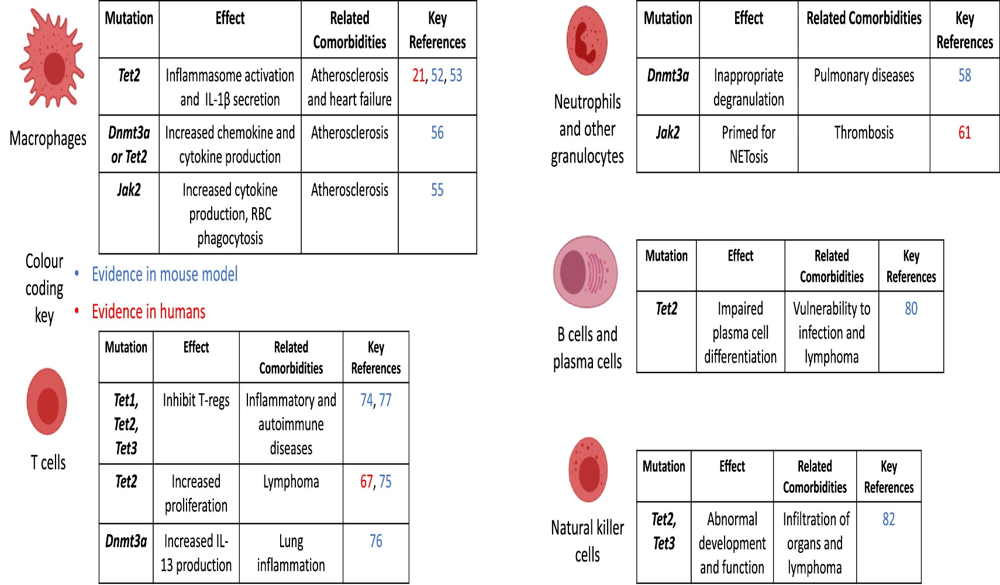 Macrophages
Mutation Effect Related Comorbidities Key References
Tet2 Inflammasome activation and IL-1β secretion Atherosclerosis and heart failure 21, 52, 53
Dnmt3a or Tet2 Increased chemokine and cytokine production Atherosclerosis 56
Jak2 Increased cytokine production, RBC phagocytosis Atherosclerosis 55
Colour coding key
• Evidence in mouse model
• Evidence in humans
T cells
Mutation Effect Related Comorbidities Key References
Tet1, Tet2, Tet3 Inhibit T-regs Inflammatory and autoimmune diseases 74, 77
Tet2 Increased proliferation Lymphoma 67, 75
Dnmt3a Increased IL-13 production Lung inflammation 76
Neutrophils and other granulocytes
Mutation Effect Related Comorbidities Key References
Dnmt3a Inappropriate degranulation Pulmonary diseases 58
Jak2 Primed for NETosis Thrombosis 61
B cells and plasma cells
Mutation Effect Related Comorbidities Key References
Tet2 Impaired plasma cell differentiation Vulnerability to infection and lymphoma 80
Natural killer cells
Mutation Effect Related Comorbidities Key References
Tet2, Tet3 Abnormal development and function Infiltration of organs and lymphoma 82